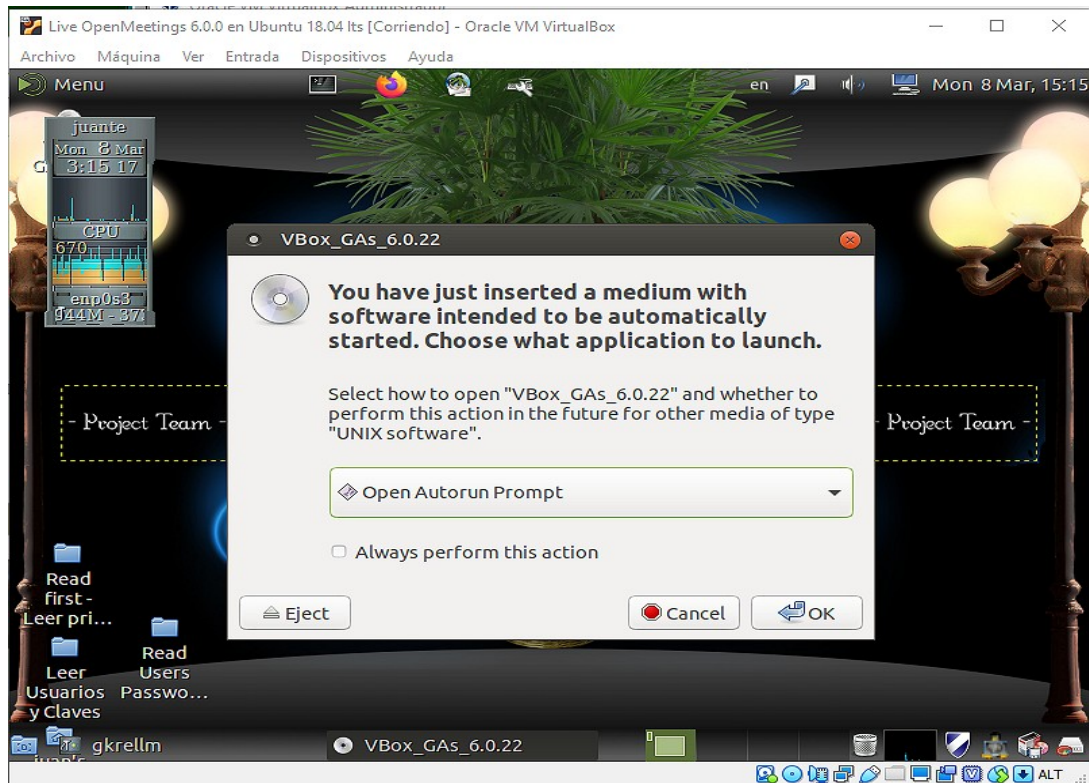 Live OpenMeetings 6.0.0 en Ubuntu 18.04 lts [Corriendo] - Oracle VM VirtualBox
Archivo Máquina Ver Entrada Dispositivos Ayuda
Menu en Mon 8 Mar, 15:15
juante
Mon 8 Mar
3:15 17
CPU
670
enp0s3
VBox_GAs_6.0.22
You have just inserted a medium with
software intended to be automatically
started. Choose what application to launch.
Select how to open "VBox_GAs_6.0.22" and whether to
perform this action in the future for other media of type
"UNIX software".
Open Autorun Prompt
Always perform this action
Eject Cancel OK
- Project Team -
- Project Team -
Read
first -
Leer pri...
Read
Users
Passwo...
Leer
Usuarios
y Claves
gkrellm VBox_GAs_6.0.22
ALT